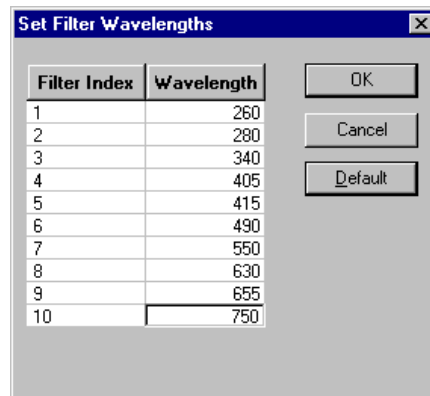 Set Filter Wavelengths
Filter Index Wavelength
1 260
2 280
3 340
4 405
5 415
6 490
7 550
8 630
9 655
10 750
OK
Cancel
Default